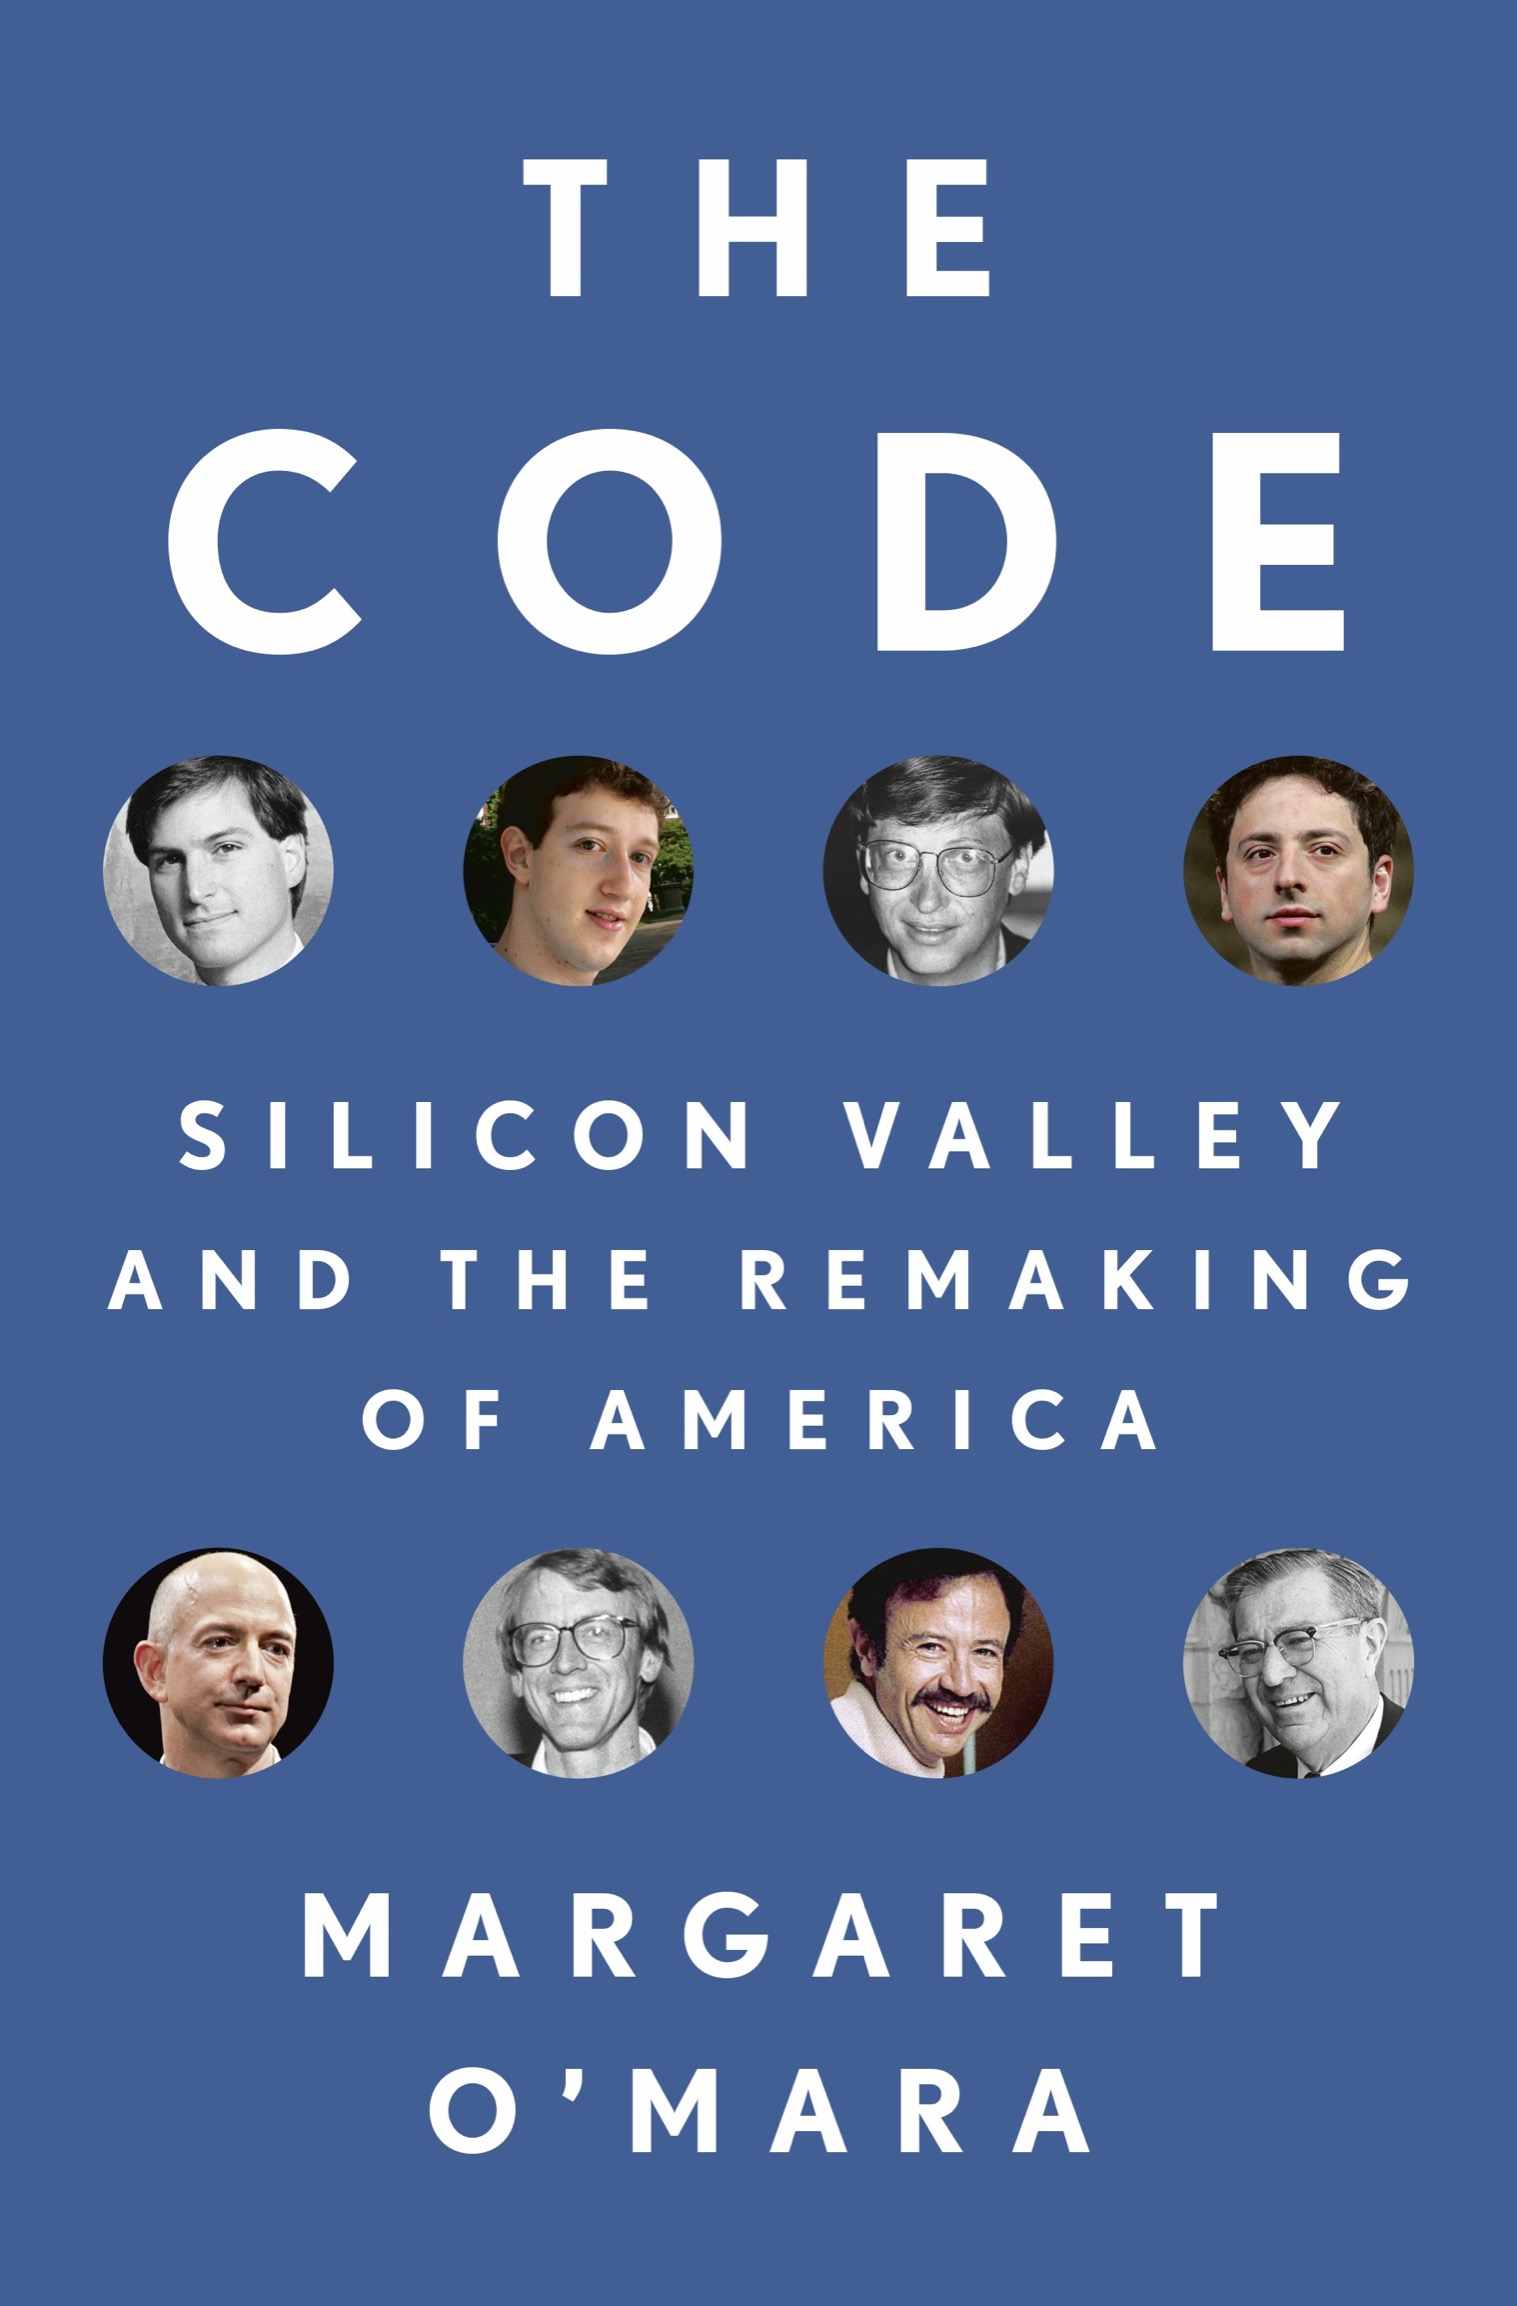 THE
CODE
SILICON VALLEY
AND THE REMAKING
OF AMERICA
MARGARET
O’MARA